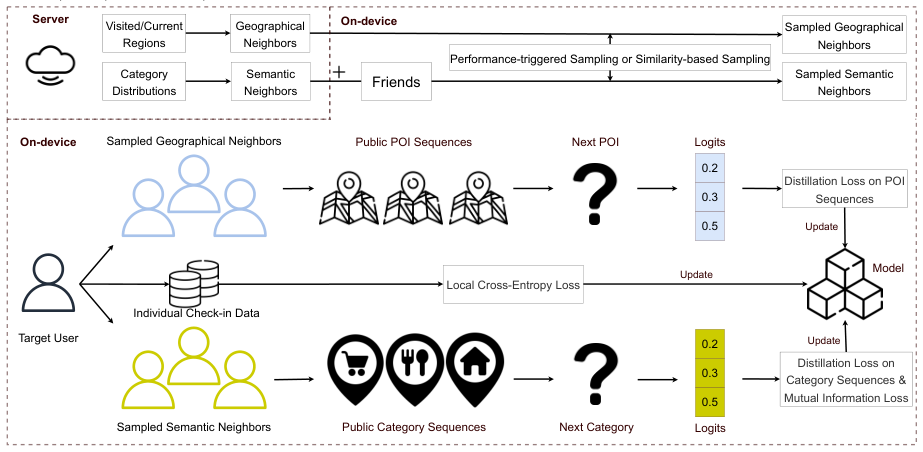 Server
On-device
Visited/Current
Regions
Geographical
Neighbors
Sampled Geographical
Neighbors
Performance-triggered Sampling or Similarity-based Sampling
Category
Distributions
Semantic
Neighbors
+
Friends
Sampled Semantic
Neighbors
On-device
Sampled Geographical Neighbors
Public POI Sequences
Next POI
Logits
0.2
0.3
0.5
Distillation Loss on POI
Sequences
Update
Target User
Individual Check-in Data
Local Cross-Entropy Loss
Update
Model
Update
Sampled Semantic Neighbors
Public Category Sequences
Next Category
0.2
0.3
0.5
Logits
Distillation Loss on
Category Sequences &
Mutual Information Loss